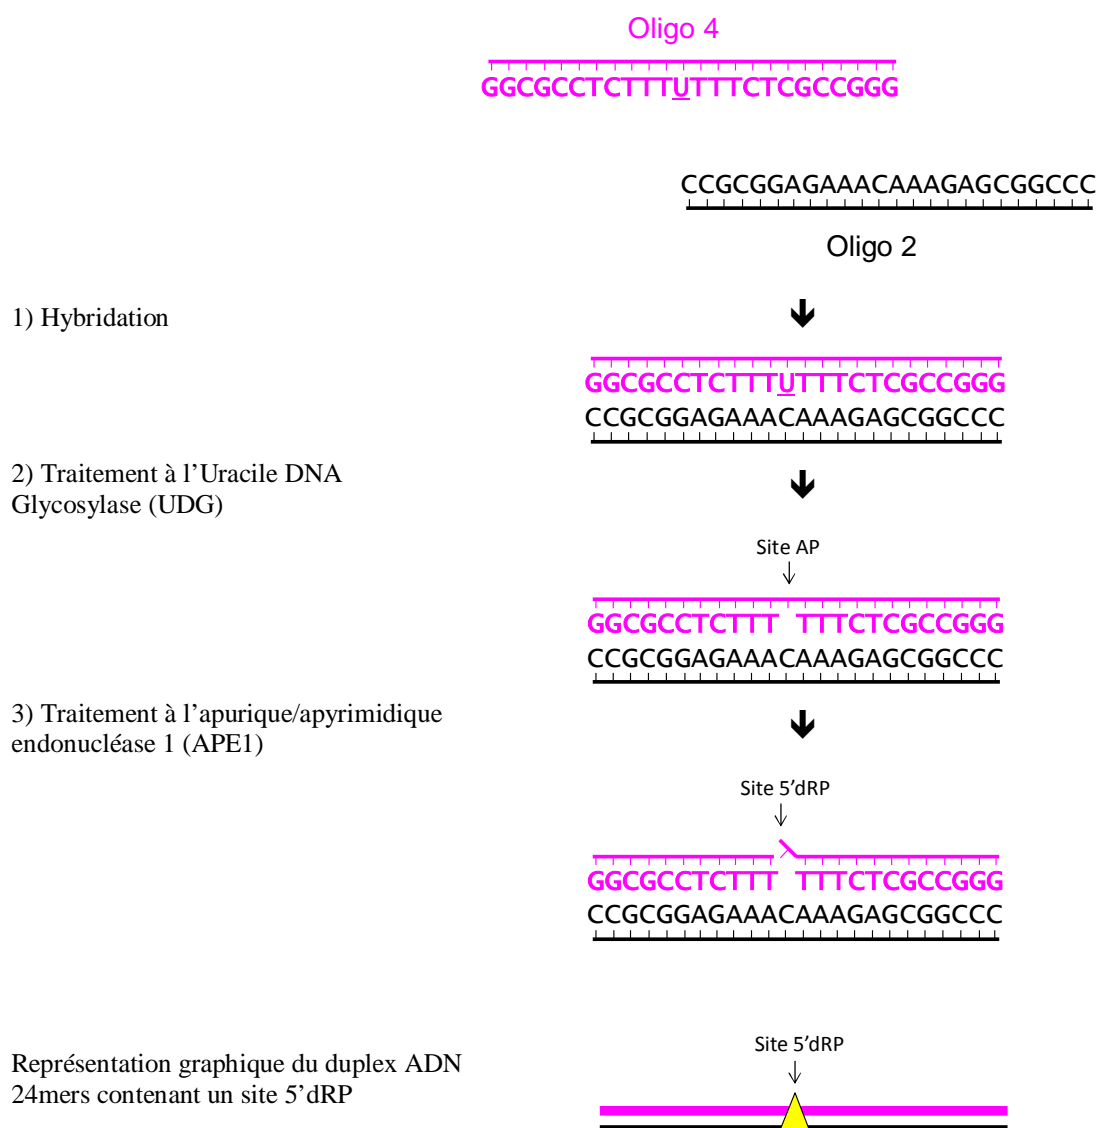 Oligo 4
GGCGCCTCTTTUTTTCTCGCCGGG
CCGCGGAGAAACAAAGAGCGGCCC
Oligo 2
1) Hybridation
GGCGCCTCTTTUTTTCTCGCCGGG
CCGCGGAGAAACAAAGAGCGGCCC
2) Traitement à l’Uracile DNA
Glycosylase (UDG)
Site AP
GGCGCCTCTTT TTTCTCGCCGGG
CCGCGGAGAAACAAAGAGCGGCCC
3) Traitement à l’apurique/apyrimidique
endonucléase 1 (APE1)
Site 5’dRP
GGCGCCTCTTT TTTCTCGCCGGG
CCGCGGAGAAACAAAGAGCGGCCC
Représentation graphique du duplex ADN
24mers contenant un site 5’dRP
Site 5’dRP